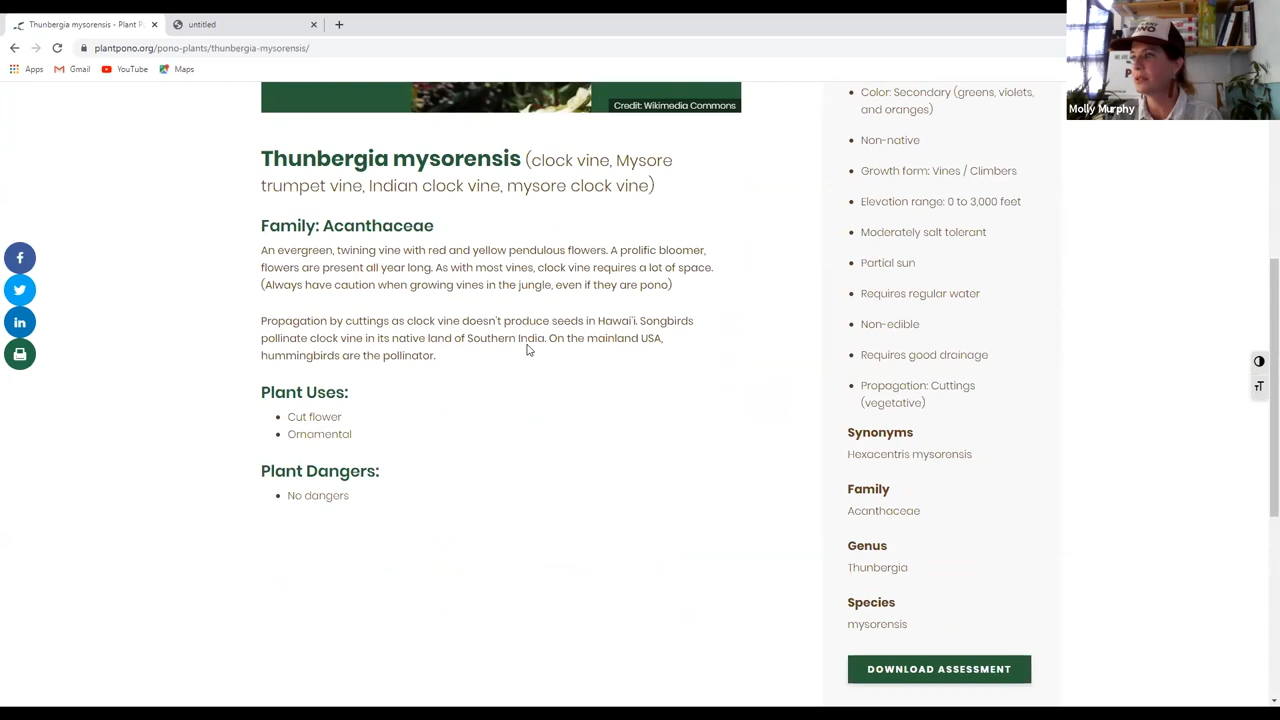 Thunbergia mysorensis - Plant P
untitled
plantpono.org/pono-plants/thunbergia-mysorensis/
Apps
Gmail
YouTube
Maps
Molly Murphy
Credit: Wikimedia Commons
Thunbergia mysorensis (clock vine, Mysore
trumpet vine, Indian clock vine, mysore clock vine)
Family: Acanthaceae
An evergreen, twining vine with red and yellow pendulous flowers. A prolific bloomer,
flowers are present all year long. As with most vines, clock vine requires a lot of space.
(Always have caution when growing vines in the jungle, even if they are pono)
Propagation by cuttings as clock vine doesn't produce seeds in Hawai'i. Songbirds
pollinate clock vine in its native land of Southern India. On the mainland USA,
hummingbirds are the pollinator.
Plant Uses:
Cut flower
Ornamental
Plant Dangers:
No dangers
Color: Secondary (greens, violets,
and oranges)
Non-native
Growth form: Vines / Climbers
Elevation range: 0 to 3,000 feet
Moderately salt tolerant
Partial sun
Requires regular water
Non-edible
Requires good drainage
Propagation: Cuttings
(vegetative)
Synonyms
Hexacentris mysorensis
Family
Acanthaceae
Genus
Thunbergia
Species
mysorensis
DOWNLOAD ASSESSMENT